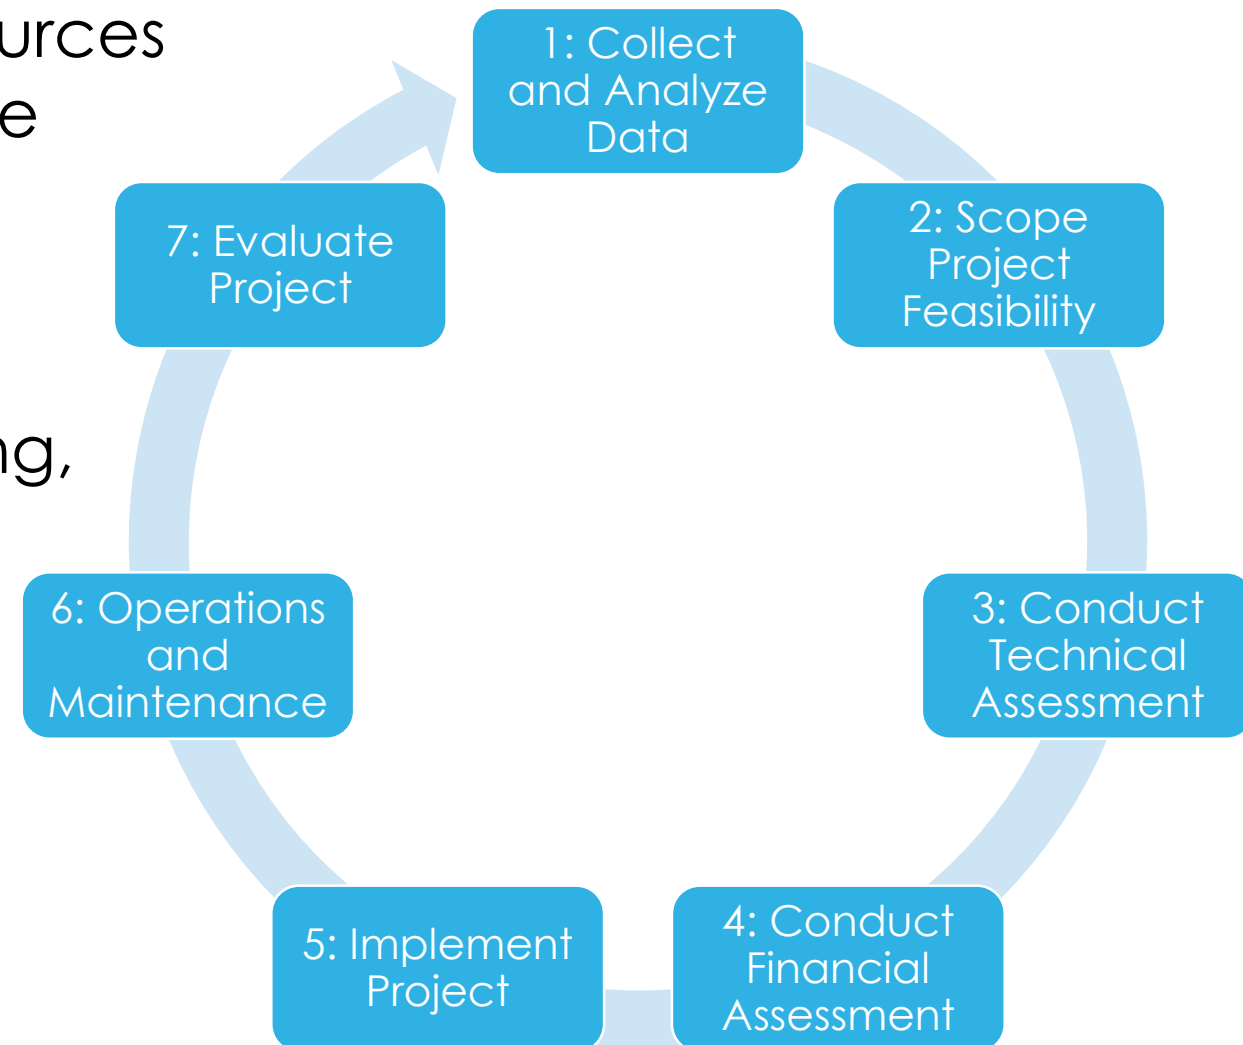 urces
e
ng,
1: Collect
and Analyze
Data
2: Scope
Project
Feasibility
3: Conduct
Technical
Assessment
4: Conduct
Financial
Assessment
5: Implement
Project
6: Operations
and
Maintenance
7: Evaluate
Project